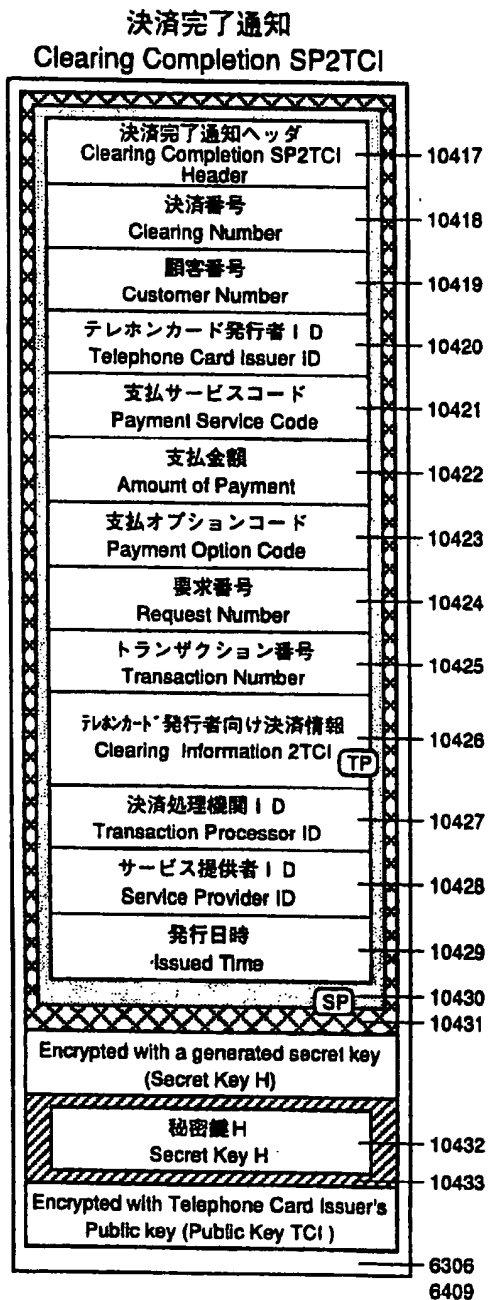 決済完了通知
Clearing Completion SP2TCI
決済完了通知ヘッダ
Clearing Completion SP2TCI
Header
10417
決済番号
Clearing Number
10418
顧客番号
Customer Number
10419
テレホンカード発行者ID
Telephone Card Issuer ID
10420
支払サービスコード
Payment Service Code
10421
支払金額
Amount of Payment
10422
支払オプションコード
Payment Option Code
10423
要求番号
Request Number
10424
トランザクション番号
Transaction Number
10425
テレホンカード発行者向け決済情報
Clearing Information 2TCI
TP
10426
決済処理機関ID
Transaction Processor ID
10427
サービス提供者ID
Service Provider ID
10428
発行日時
Issued Time
10429
SP
10430
10431
Encrypted with a generated secret key
(Secret Key H)
秘密鍵H
Secret Key H
10432
10433
Encrypted with Telephone Card Issuer's
Public key (Public Key TCI )
6306
6409